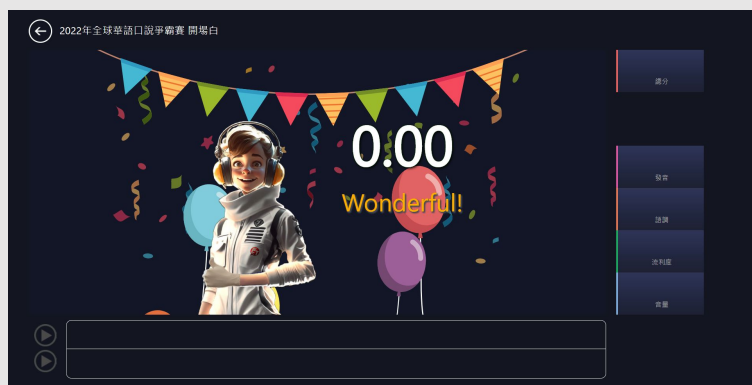 2022年全球華語口說爭霸賽 開場白
0.00
Wonderful!
總分
發音
語調
流利度
音量